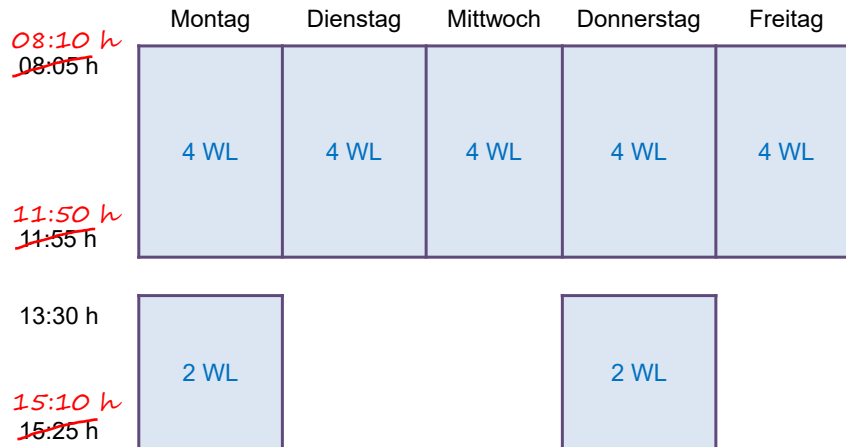 Montag Dienstag Mittwoch Donnerstag Freitag
08:10 h
08:05 h
4 WL 4 WL 4 WL 4 WL 4 WL
11:50 h
11:55 h
13:30 h
2 WL 2 WL
15:10 h
15:25 h